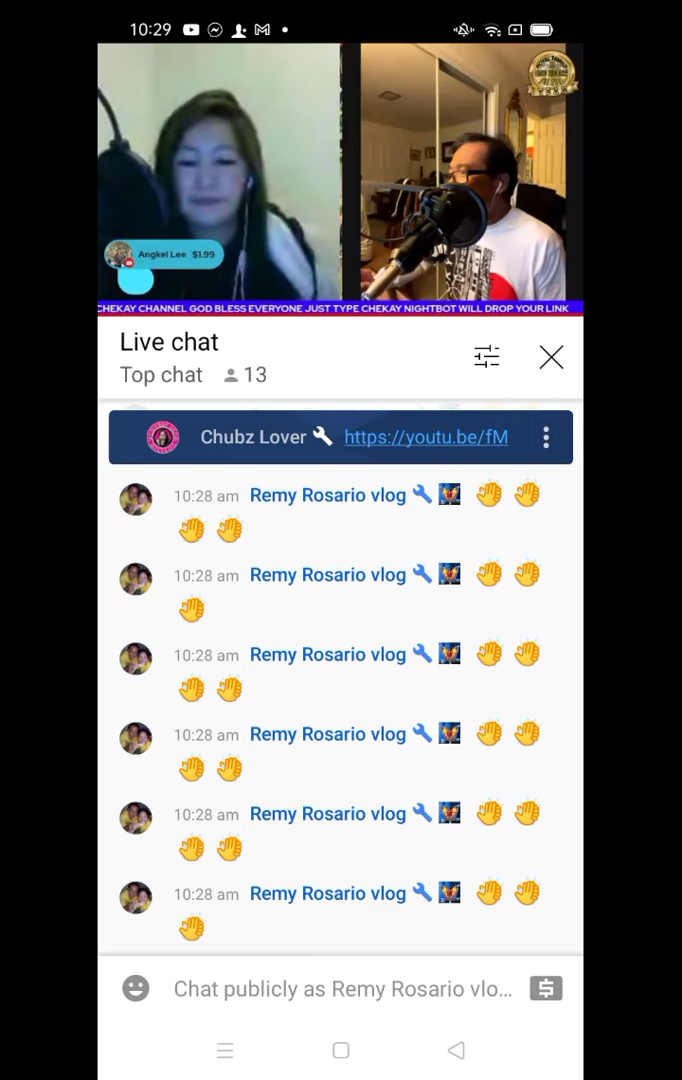 10:29
Angkel Lee $1.99
CHEKAY CHANNEL GOD BLESS EVERYONE JUST TYPE CHEKAY NIGHTBOT WILL DROP YOUR LINK
Live chat
Top chat 13
Chubz Lover https://youtu.be/fM
10:28 am Remy Rosario vlog
10:28 am Remy Rosario vlog
10:28 am Remy Rosario vlog
10:28 am Remy Rosario vlog
10:28 am Remy Rosario vlog
10:28 am Remy Rosario vlog
Chat publicly as Remy Rosario vlo...